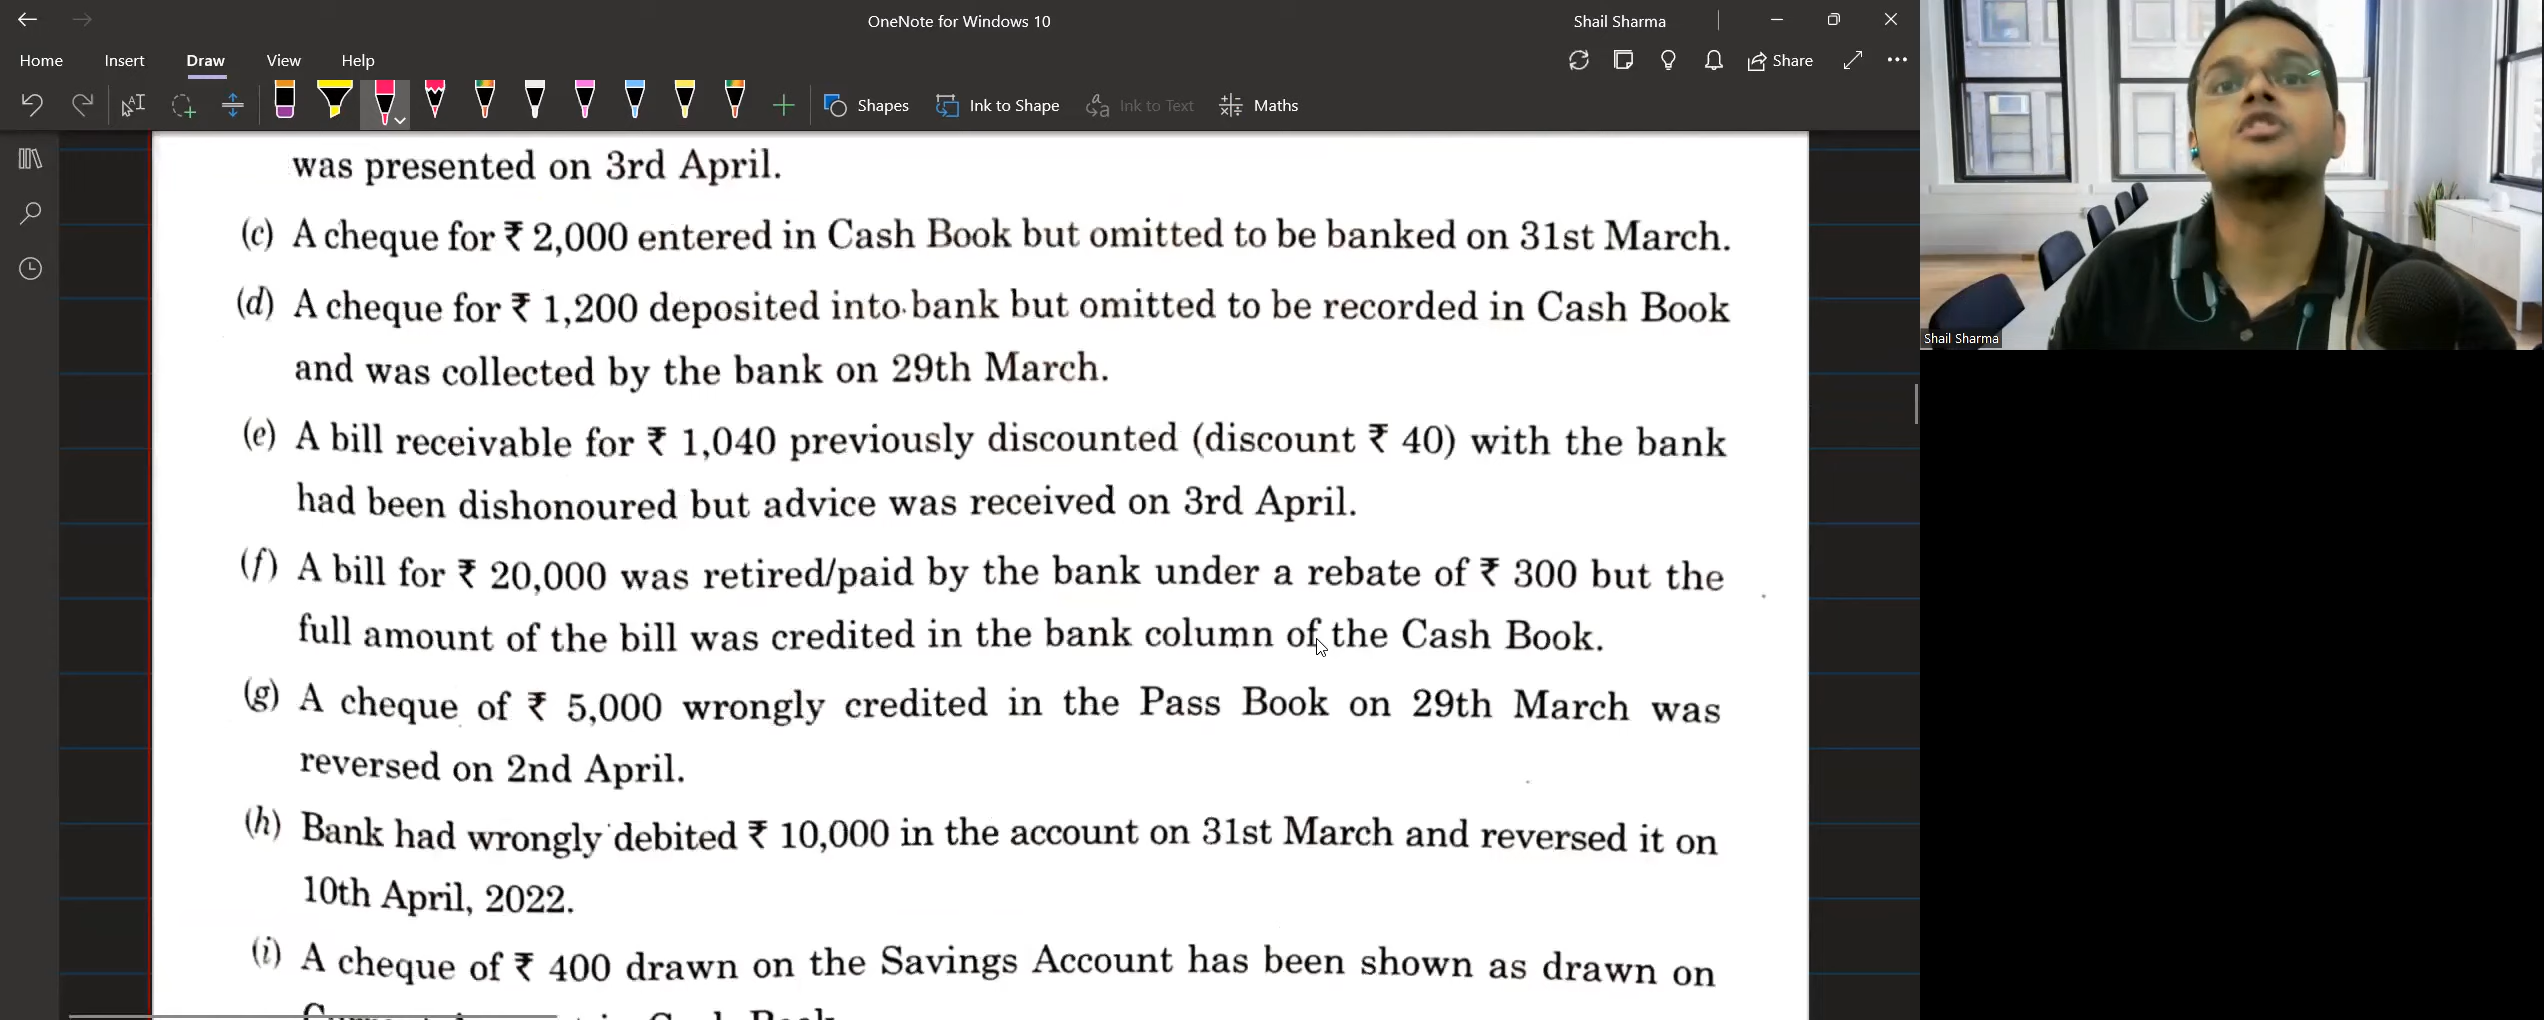 OneNote for Windows 10
Shail Sharma
Home Insert Draw View Help
Share
Shapes Ink to Shape Ink to Text Maths
was presented on 3rd April.
(c) A cheque for ₹ 2,000 entered in Cash Book but omitted to be banked on 31st March.
(d) A cheque for ₹ 1,200 deposited into bank but omitted to be recorded in Cash Book
and was collected by the bank on 29th March.
(e) A bill receivable for ₹ 1,040 previously discounted (discount ₹ 40) with the bank
had been dishonoured but advice was received on 3rd April.
(f) A bill for ₹ 20,000 was retired/paid by the bank under a rebate of ₹ 300 but the
full amount of the bill was credited in the bank column of the Cash Book.
(g) A cheque of ₹ 5,000 wrongly credited in the Pass Book on 29th March was
reversed on 2nd April.
(h) Bank had wrongly debited ₹ 10,000 in the account on 31st March and reversed it on
10th April, 2022.
(i) A cheque of ₹ 400 drawn on the Savings Account has been shown as drawn on
Shail Sharma